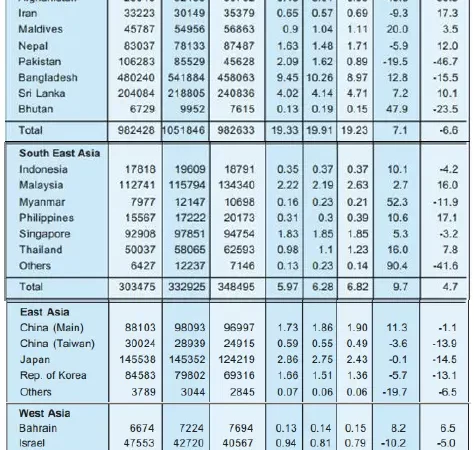 Iran 33223 30149 35379 0.65 0.57 0.69 -9.3 17.3
Maldives 45787 54956 56863 0.9 1.04 1.11 20.0 3.5
Nepal 83037 78133 87487 1.63 1.48 1.71 -5.9 12.0
Pakistan 106283 85529 45628 2.09 1.62 0.89 -19.5 -46.7
Bangladesh 480240 541884 458063 9.45 10.26 8.97 12.8 -15.5
Sri Lanka 204084 218805 240836 4.02 4.14 4.71 7.2 10.1
Bhutan 6729 9952 7615 0.13 0.19 0.15 47.9 -23.5
Total 982428 1051846 982633 19.33 19.91 19.23 7.1 -6.6
South East Asia
Indonesia 17818 19609 18791 0.35 0.37 0.37 10.1 -4.2
Malaysia 112741 115794 134340 2.22 2.19 2.63 2.7 16.0
Myanmar 7977 12147 10698 0.16 0.23 0.21 52.3 -11.9
Philippines 15567 17222 20173 0.31 0.3 0.39 10.6 17.1
Singapore 92908 97851 94754 1.83 1.85 1.85 5.3 -3.2
Thailand 50037 58065 62593 0.98 1.1 1.23 16.0 7.8
Others 6427 12237 7146 0.13 0.23 0.14 90.4 -41.6
Total 303475 332925 348495 5.97 6.28 6.82 9.7 4.7
East Asia
China (Main) 88103 98093 96997 1.73 1.86 1.90 11.3 -1.1
China (Taiwan) 30024 28939 24915 0.59 0.55 0.49 -3.6 -13.9
Japan 145538 145352 124219 2.86 2.75 2.43 -0.1 -14.5
Rep. of Korea 84583 79802 69316 1.66 1.51 1.36 -5.7 -13.1
Others 3789 3044 2845 0.07 0.06 0.06 -19.7 -6.5
West Asia
Bahrain 6674 7224 7694 0.13 0.14 0.15 8.2 6.5
Israel 47553 42720 40567 0.94 0.81 0.79 -10.2 -5.0